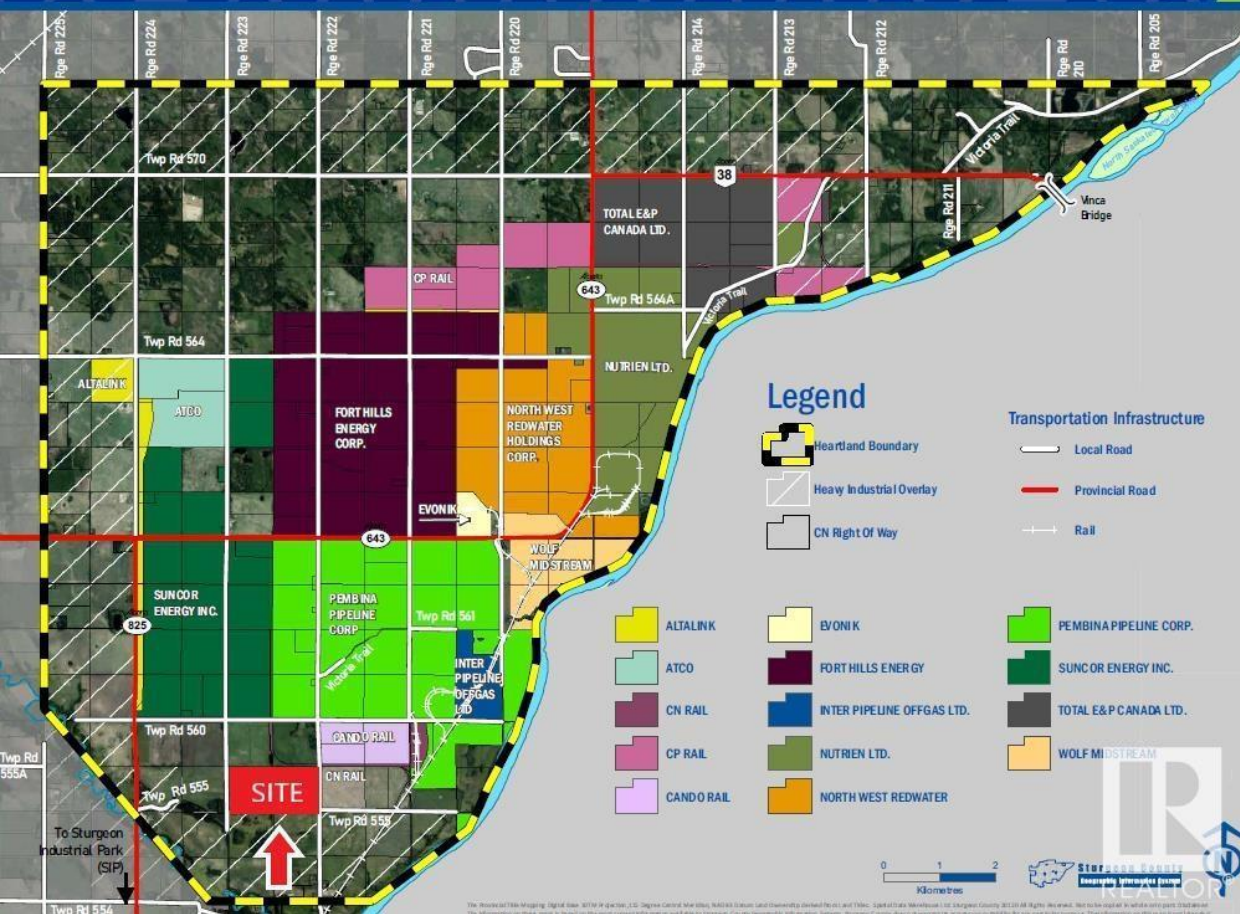 Rge Rd 225
Rge Rd 224
Rge Rd 223
Rge Rd 222
Rge Rd 221
Rge Rd 220
Rge Rd 214
Rge Rd 213
Rge Rd 212
Rge Rd
210
Rge Rd 205
Twp Rd 570
38
Victoria Trail
Rge Rd 211
Vinca
Bridge
TOTAL E&P
CANADA LTD.
CP RAIL
643
Twp Rd 564A
Victoria Trail
Twp Rd 564
NUTRIEN LTD.
ALTALINK
ATCO
FORT HILLS
ENERGY
CORP.
NORTH WEST
REDWATER
HOLDINGS
CORP.
EVONIK
643
WOLF
MIDSTREAM
SUNCOR
ENERGY INC.
PEMBINA
PIPELINE
CORP
Twp Rd 561
825
Victoria Trail
INTER
PIPELINE
OFFGAS
LTD
Twp Rd 560
CANDO RAIL
Twp Rd
555A
CN RAIL
Twp Rd 555
SITE
Twp Rd 555
To Sturgeon
Industrial Park
(SIP)
Twp Rd 554
Legend
Heartland Boundary
Heavy Industrial Overlay
CN Right Of Way
Transportation Infrastructure
Local Road
Provincial Road
Rail
ALTALINK
ATCO
CN RAIL
CP RAIL
CANDO RAIL
EVONIK
FORT HILLS ENERGY
INTER PIPELINE OFFGAS LTD.
NUTRIEN LTD.
NORTH WEST REDWATER
PEMBINA PIPELINE CORP.
SUNCOR ENERGY INC.
TOTAL E&P CANADA LTD.
WOLF MIDSTREAM
0 1 2
Kilometres
Sturgeon County
Geographic Information System
N
R
REALTOR®